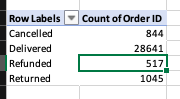 Row Labels Count of Order ID
Cancelled 844
Delivered 28641
Refunded 517
Returned 1045